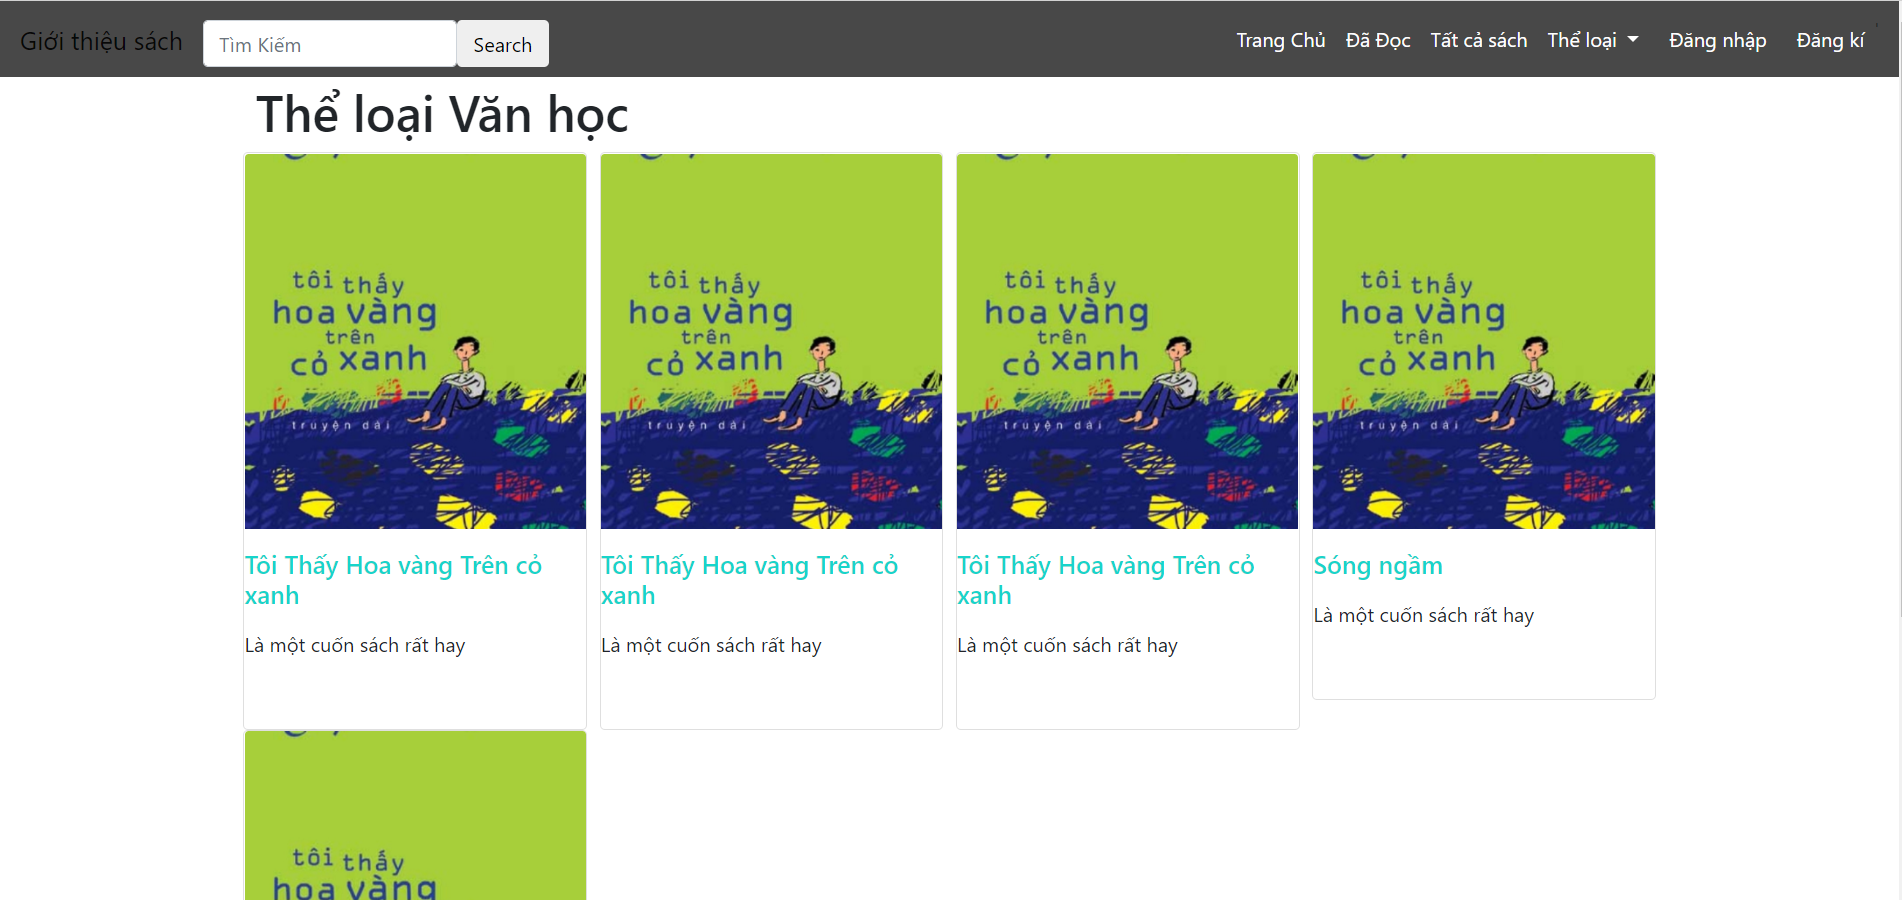 Giới thiệu sách
Tìm Kiếm
Search
Trang Chủ
Đã Đọc
Tất cả sách
Thể loại
Đăng nhập
Đăng kí
Thể loại Văn học
tôi thấy
hoa vàng
trên
cỏ xanh
truyện dài
Tôi Thấy Hoa vàng Trên cỏ
xanh
Là một cuốn sách rất hay
tôi thấy
hoa vàng
trên
cỏ xanh
truyện dài
Tôi Thấy Hoa vàng Trên cỏ
xanh
Là một cuốn sách rất hay
tôi thấy
hoa vàng
trên
cỏ xanh
truyện dài
Tôi Thấy Hoa vàng Trên cỏ
xanh
Là một cuốn sách rất hay
tôi thấy
hoa vàng
trên
cỏ xanh
truyện dài
Sóng ngầm
Là một cuốn sách rất hay
tôi thấy
hoa vàng